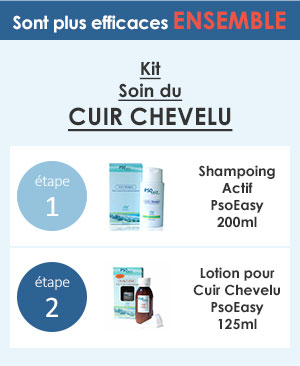 Sont plus efficaces ENSEMBLE
Kit
Soin du
CUIR CHEVELU
étape
1
Shampoing
Actif
PsoEasy
200ml
étape
2
Lotion pour
Cuir Chevelu
PsoEasy
125ml